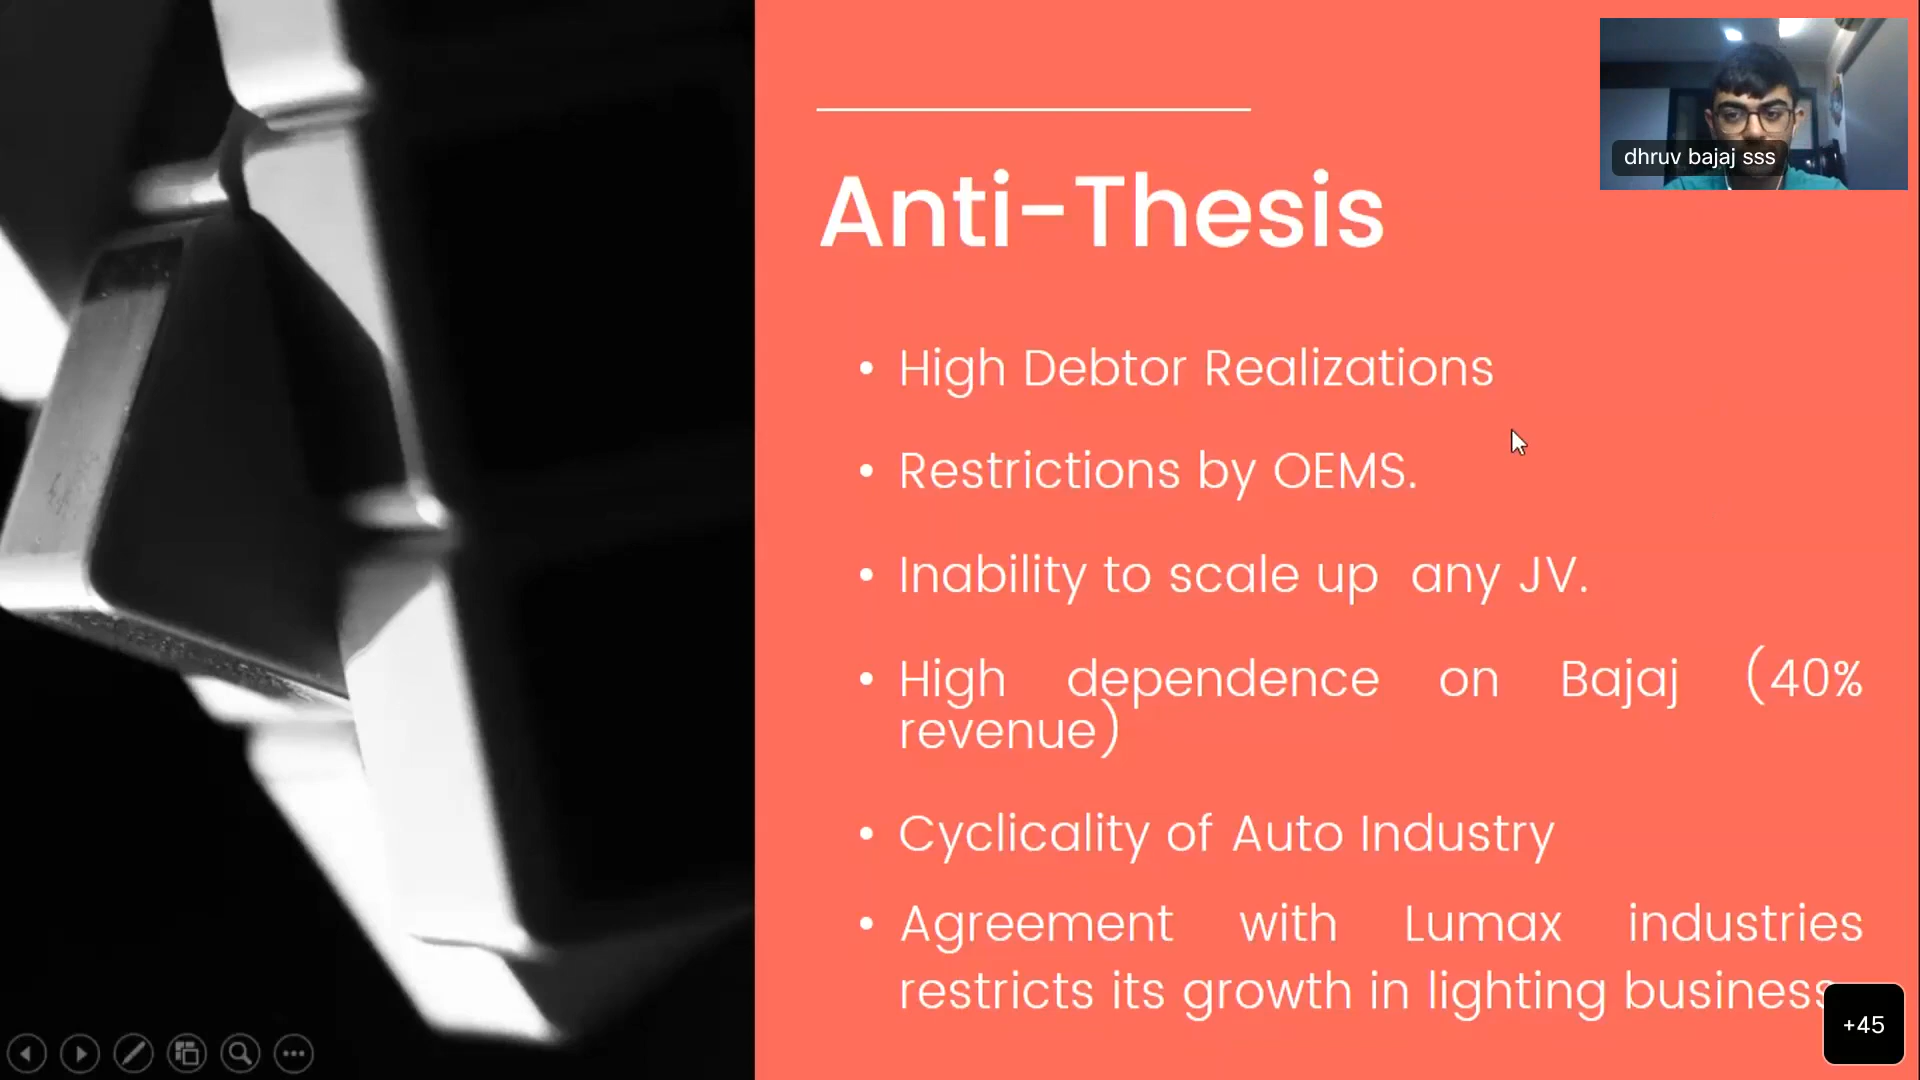 dhruv bajaj sss
Anti-Thesis
• High Debtor Realizations
• Restrictions by OEMS.
• Inability to scale up  any JV.
• High dependence on Bajaj (40%
revenue)
• Cyclicality of Auto Industry
• Agreement with Lumax industries
restricts its growth in lighting business
+45